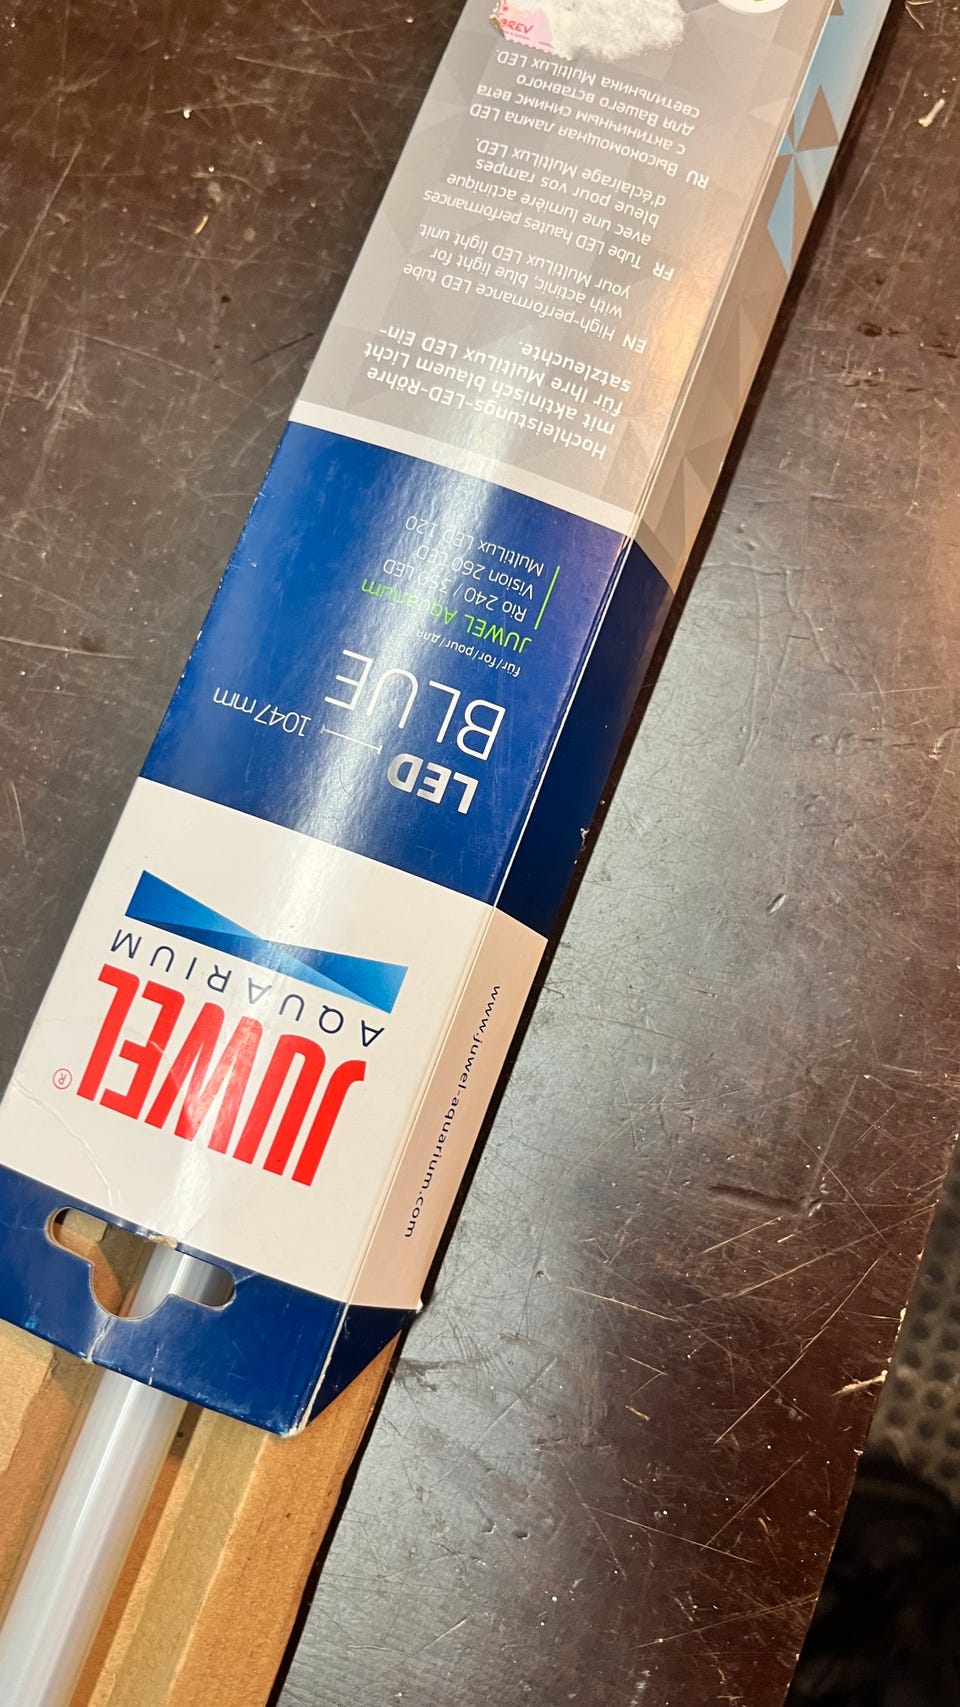 JUWEL®
AQUARIUM
LED
BLUE
1047 mm
für/for/pour/для
JUWEL Aquarium
Rio 240 / 350 LED
Vision 260 LED
MultiLux LED 120
Hochleistungs-LED-Röhre
mit aktinisch blauem Licht
für Ihre MultiLux LED Ein-
satzleuchte.
EN High-performance LED tube
with actinic, blue light for
your MultiLux LED light unit.
FR Tube LED hautes performances
avec une lumière actinique
bleue pour vos rampes
d'éclairage MultiLux LED.
RU Высокомощная лампа LED
с актиничным синимс вета
для Вашего вставного
светильника MultiLux LED.
BREV
www.juwel-aquarium.com